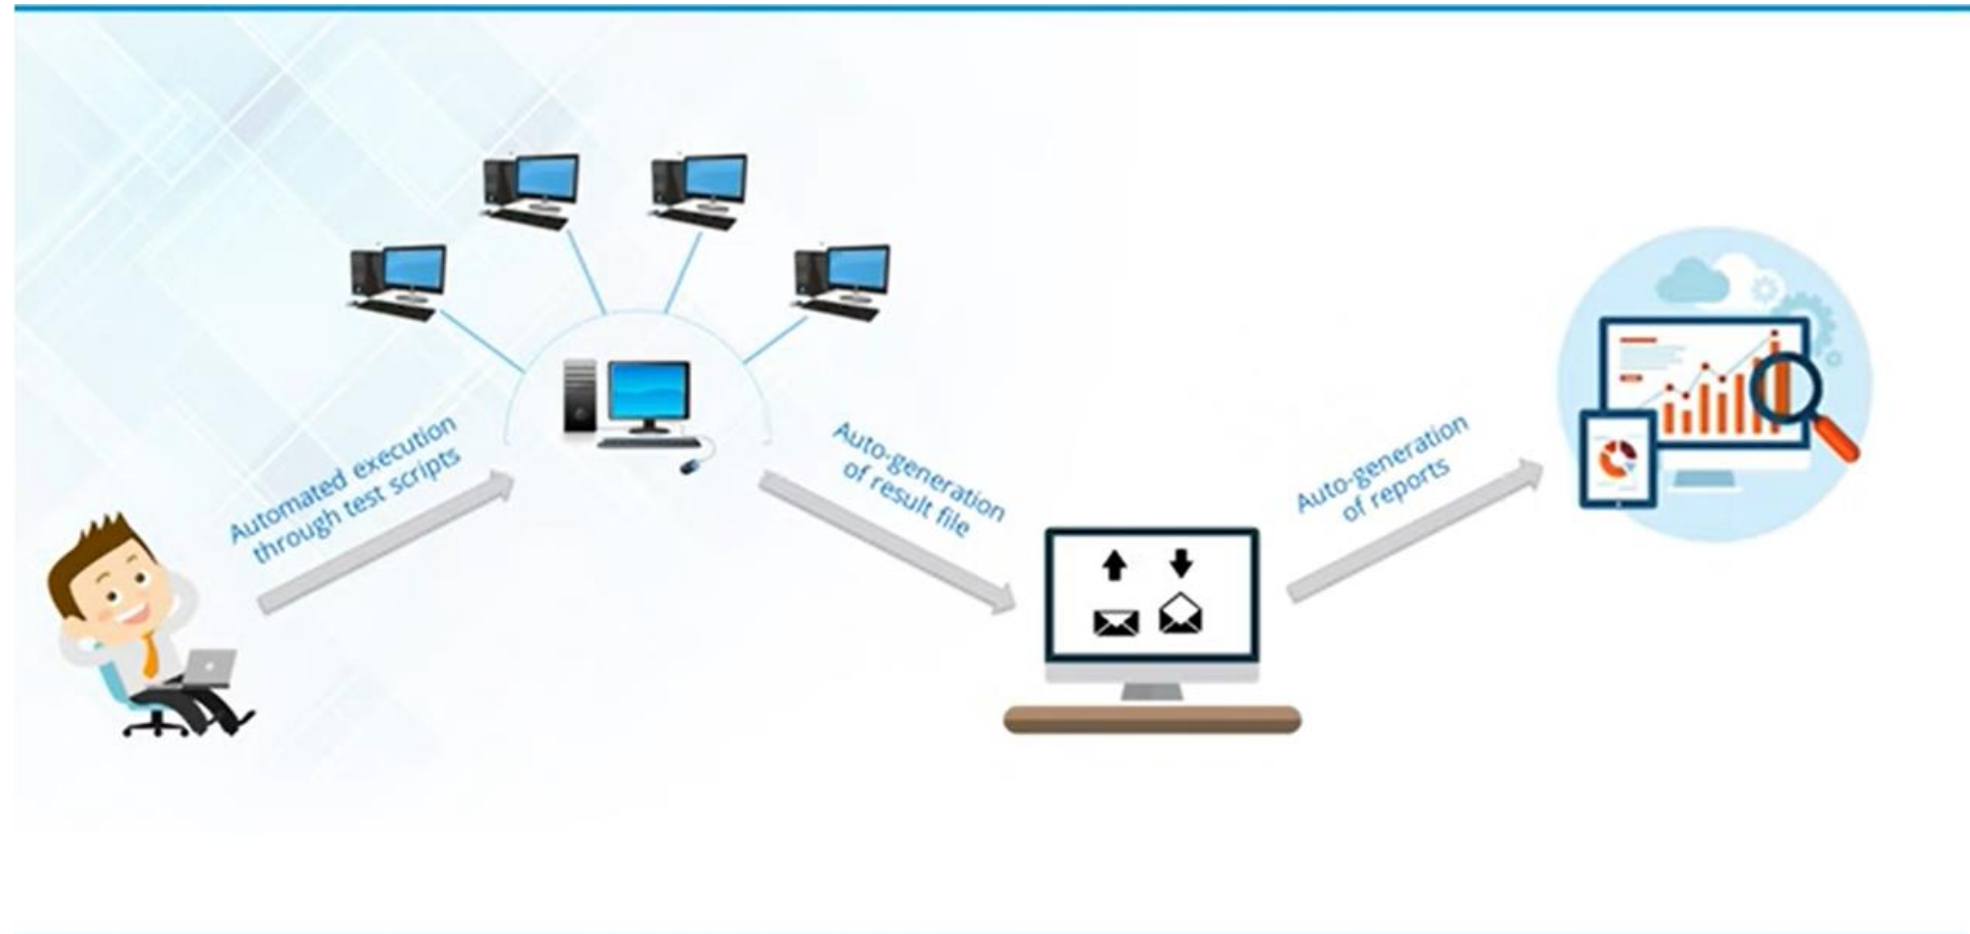 Automated execution
through test scripts
Auto-generation
of result file
Auto-generation
of reports